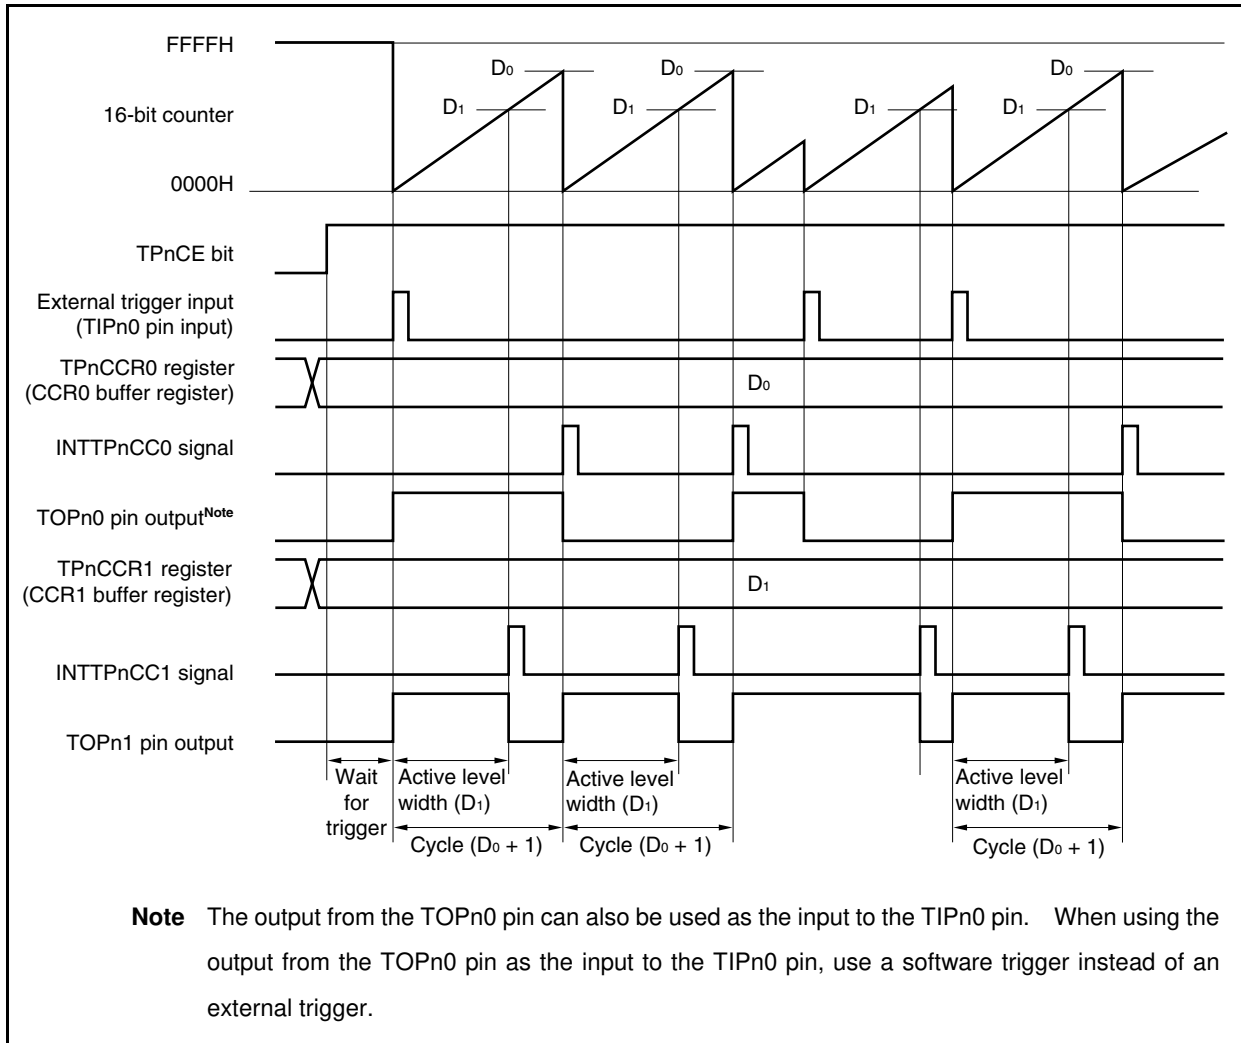 FFFFH
D0 D0 D0
D1 D1 D1 D1
16-bit counter
0000H
TPnCE bit
External trigger input
(TIPn0 pin input)
TPnCCR0 register
(CCR0 buffer register)
D0
INTTPnCC0 signal
TOPn0 pin outputNote
TPnCCR1 register
(CCR1 buffer register)
D1
INTTPnCC1 signal
TOPn1 pin output
Wait
for
trigger
Active level
width (D1)
Active level
width (D1)
Active level
width (D1)
Cycle (D0 + 1)
Cycle (D0 + 1)
Cycle (D0 + 1)
Note The output from the TOPn0 pin can also be used as the input to the TIPn0 pin. When using the
output from the TOPn0 pin as the input to the TIPn0 pin, use a software trigger instead of an
external trigger.